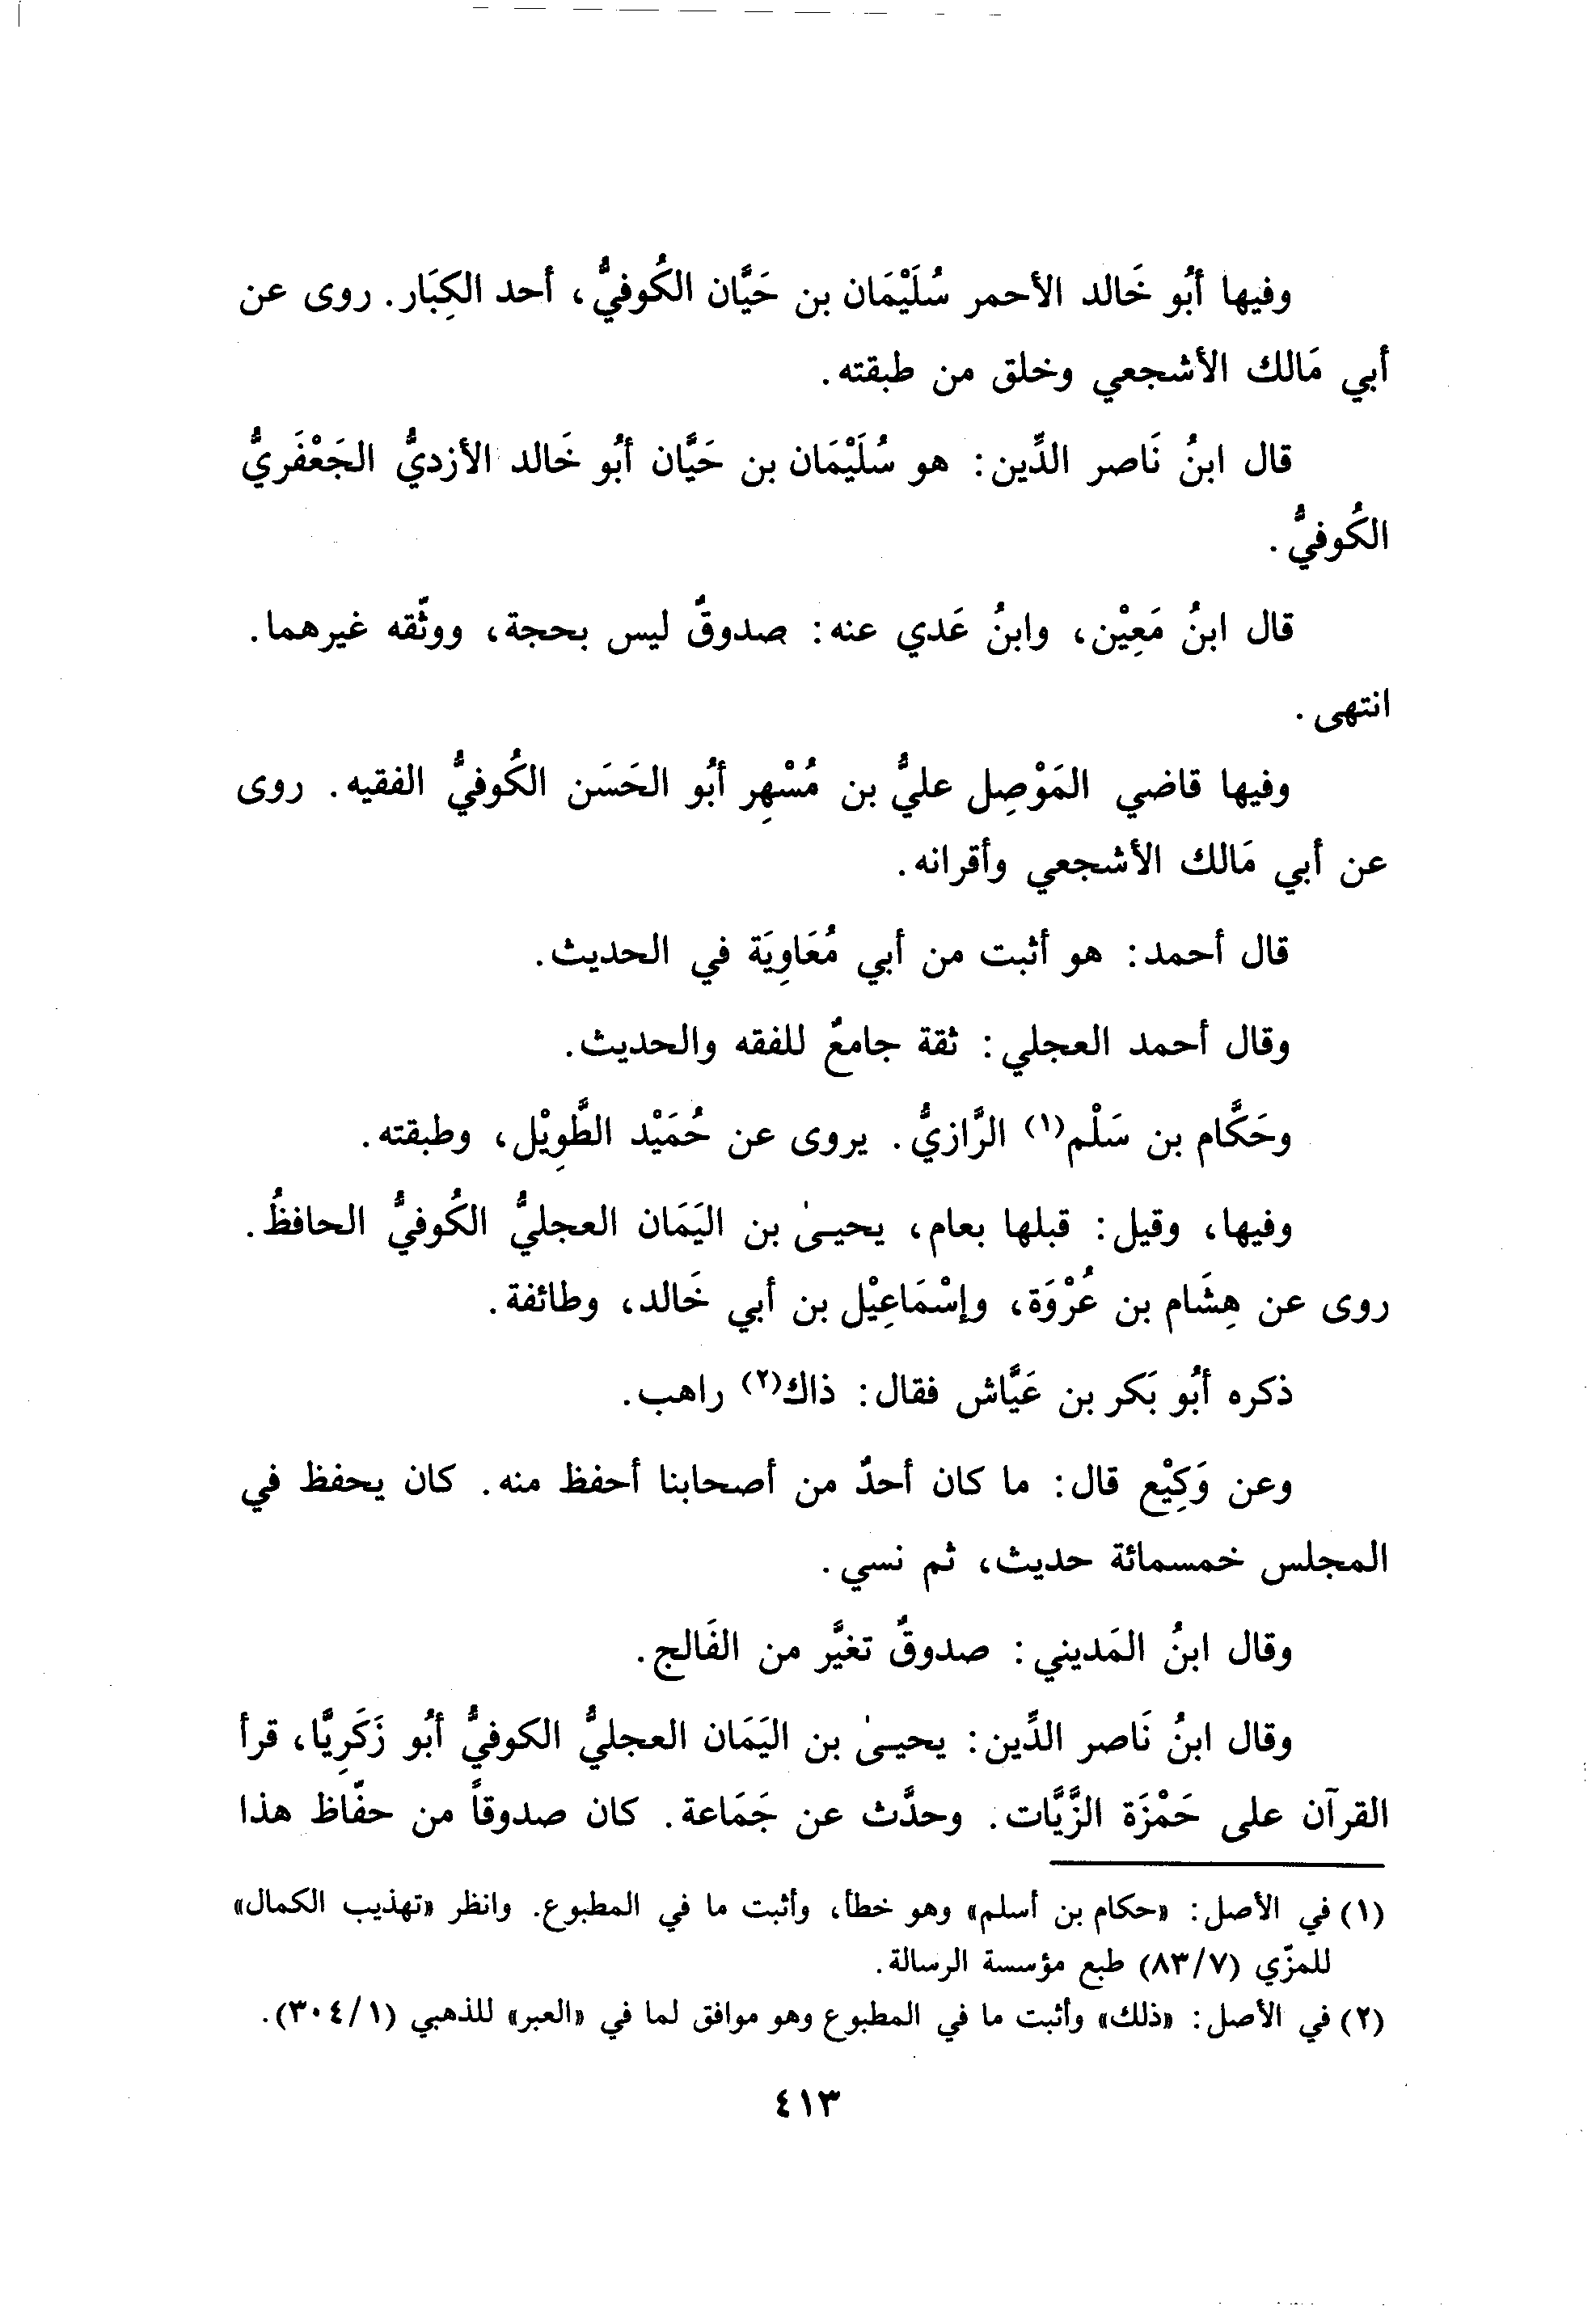 وفيها أبُو خَالد الأحمر سُلَيْمَان بن حَيَّان الكُوفيُّ، أحد الكِبَار. روى عن
أبي مَالك الأشجعي وخلق من طبقته.
قال ابنُ نَاصر الدِّين: هو سُلَيْمَان بن حَيَّان أبُو خَالد الأزديُّ الجَعْفَريُّ
الكُوفيُّ.
قال ابنُ مَعِيْن، وابنُ عَدي عنه: صدوقٌ ليس بحجة، ووثّقه غيرهما.
انتهى.
وفيها قاضي المَوْصِل عليُّ بن مُسْهِر أبُو الحَسَن الكُوفيُّ الفقيه. روى
عن أبي مَالك الأشجعي وأقرانه.
قال أحمد: هو أثبت من أبي مُعَاوِيَة في الحديث.
وقال أحمد العجلي: ثقة جامعٌ للفقه والحديث.
وحَكَّام بن سَلْم(١) الرَّازيُّ. يروى عن حُمَيْد الطَّوِيْل، وطبقته.
وفيها، وقيل: قبلها بعام، يحيىٰ بن اليَمَان العجليُّ الكُوفيُّ الحافظُ.
روى عن هِشَام بن عُرْوَة، وإسْمَاعِيْل بن أبي خَالد، وطائفة.
ذكره أبُو بَكر بن عَيَّاش فقال: ذاك(٢) راهب.
وعن وَكِيْع قال: ما كان أحدٌ من أصحابنا أحفظ منه. كان يحفظ في
المجلس خمسمائة حديث، ثم نسي.
وقال ابنُ المَديني: صدوقٌ تغيَّر من الفَالج.
وقال ابنُ نَاصر الدِّين: يحيىٰ بن اليَمَان العجليُّ الكوفيُّ أبُو زَكَرِيَّا، قرأ
القرآن على حَمْزَة الزَّيَّات. وحدَّث عن جَمَاعة. كان صدوقاً من حفّاظ هذا
(١) في الأصل: «حكام بن أسلم» وهو خطأ، وأثبت ما في المطبوع. وانظر «تهذيب الكمال»
للمزّي (٨٣/٧) طبع مؤسسة الرسالة.
(٢) في الأصل: «ذلك» وأثبت ما في المطبوع وهو موافق لما في «العبر» للذهبي (٣٠٤/١).
٤١٣